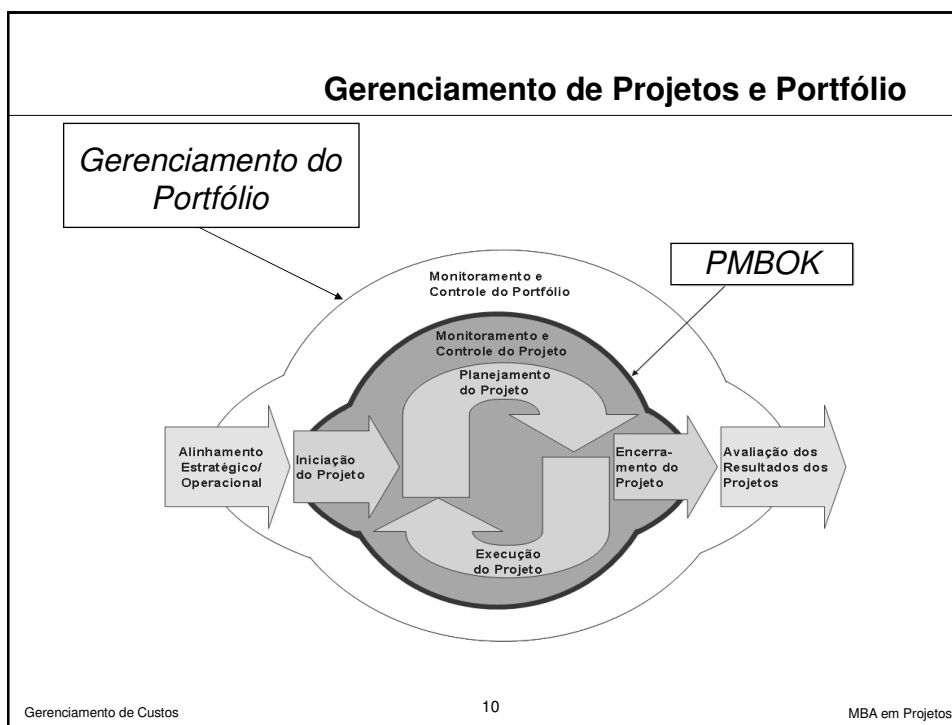 Gerenciamento de Projetos e Portfólio
Gerenciamento do
Portfólio
PMBOK
Monitoramento e
Controle do Portfólio
Monitoramento e
Controle do Projeto
Planejamento
do Projeto
Alinhamento
Estratégico/
Operacional
Iniciação
do Projeto
Encerra-
mento do
Projeto
Avaliação dos
Resultados dos
Projetos
Execução
do Projeto
Gerenciamento de Custos
10
MBA em Projetos